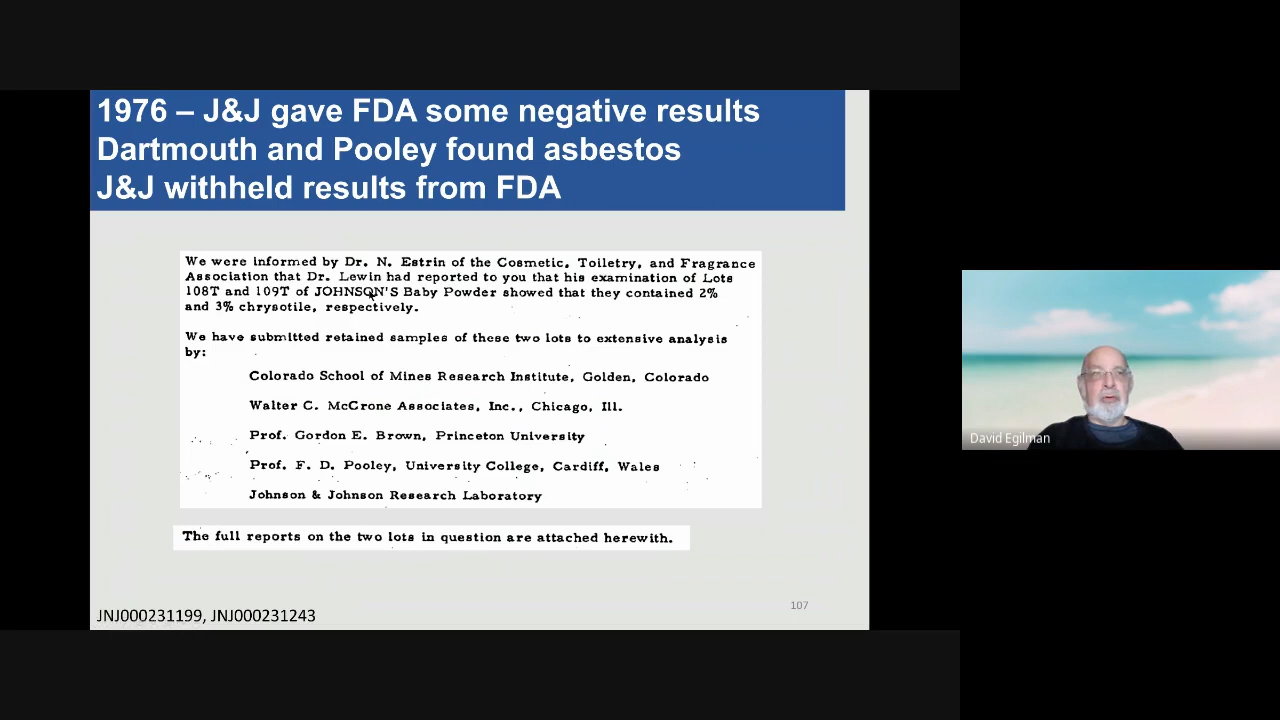 1976 – J&J gave FDA some negative results
Dartmouth and Pooley found asbestos
J&J withheld results from FDA
We were informed by Dr. N. Estrin of the Cosmetic, Toiletry, and Fragrance
Association that Dr. Lewin had reported to you that his examination of Lots
108T and 109T of JOHNSON'S Baby Powder showed that they contained 2%
and 3% chrysotile, respectively.
We have submitted retained samples of these two lots to extensive analysis
by:
Colorado School of Mines Research Institute, Golden, Colorado
Walter C. McCrone Associates, Inc., Chicago, Ill.
Prof. Gordon E. Brown, Princeton University
Prof. F. D. Pooley, University College, Cardiff, Wales
Johnson & Johnson Research Laboratory
The full reports on the two lots in question are attached herewith.
107
JNJ000231199, JNJ000231243
David Egilman